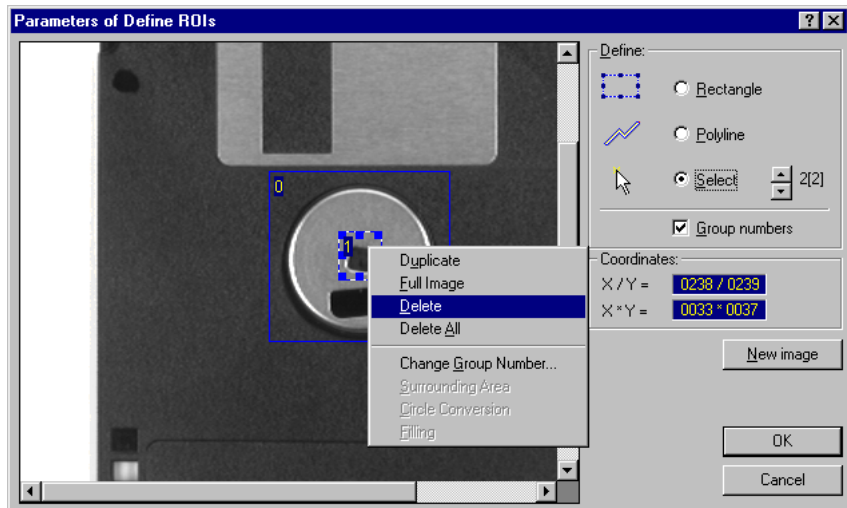 Parameters of Define ROIs
0
1
Duplicate
Full Image
Delete
Delete All
Change Group Number...
Surrounding Area
Circle Conversion
Filling
Define:
Rectangle
Polyline
Select 2[2]
Group numbers
Coordinates:
X / Y = 0238 / 0239
X * Y = 0033 * 0037
New image
OK
Cancel